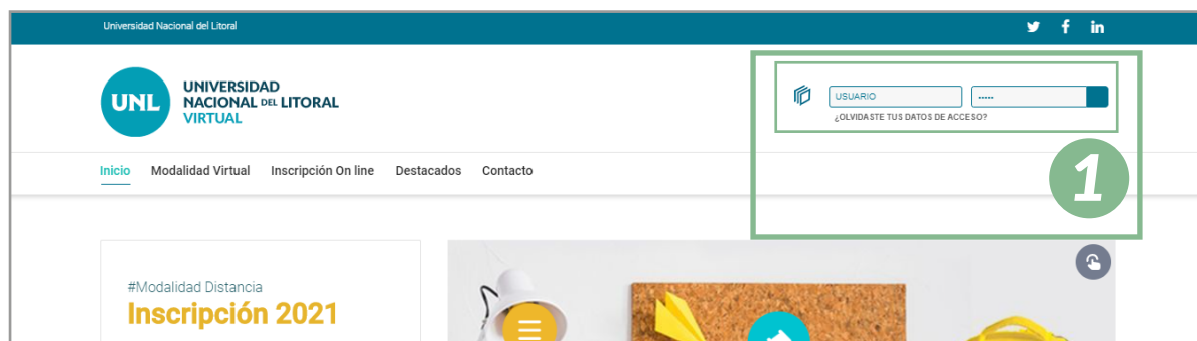 Universidad Nacional del Litoral
UNL
UNIVERSIDAD
NACIONAL DEL LITORAL
VIRTUAL
USUARIO
.....
¿OLVIDASTE TUS DATOS DE ACCESO?
Inicio Modalidad Virtual Inscripción On line Destacados Contacto
1
#Modalidad Distancia
Inscripción 2021